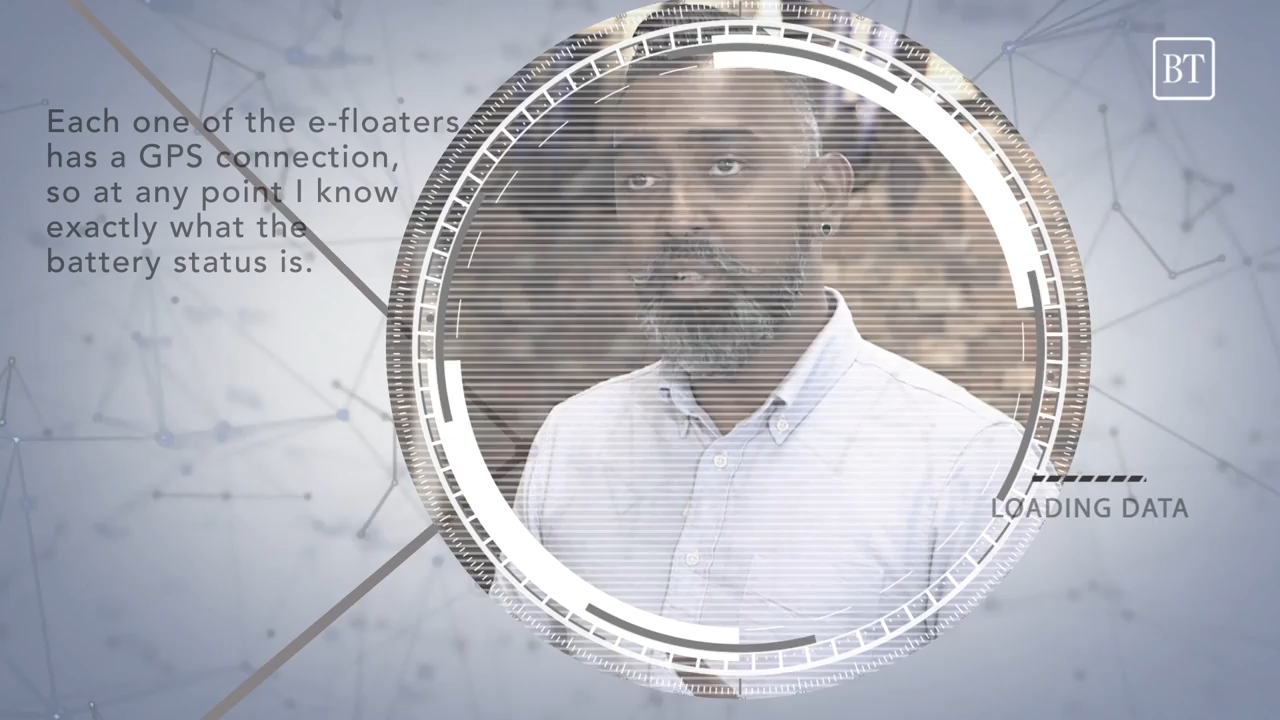 Each one of the e-floaters
has a GPS connection,
so at any point I know
exactly what the
battery status is.
BT
LOADING DATA